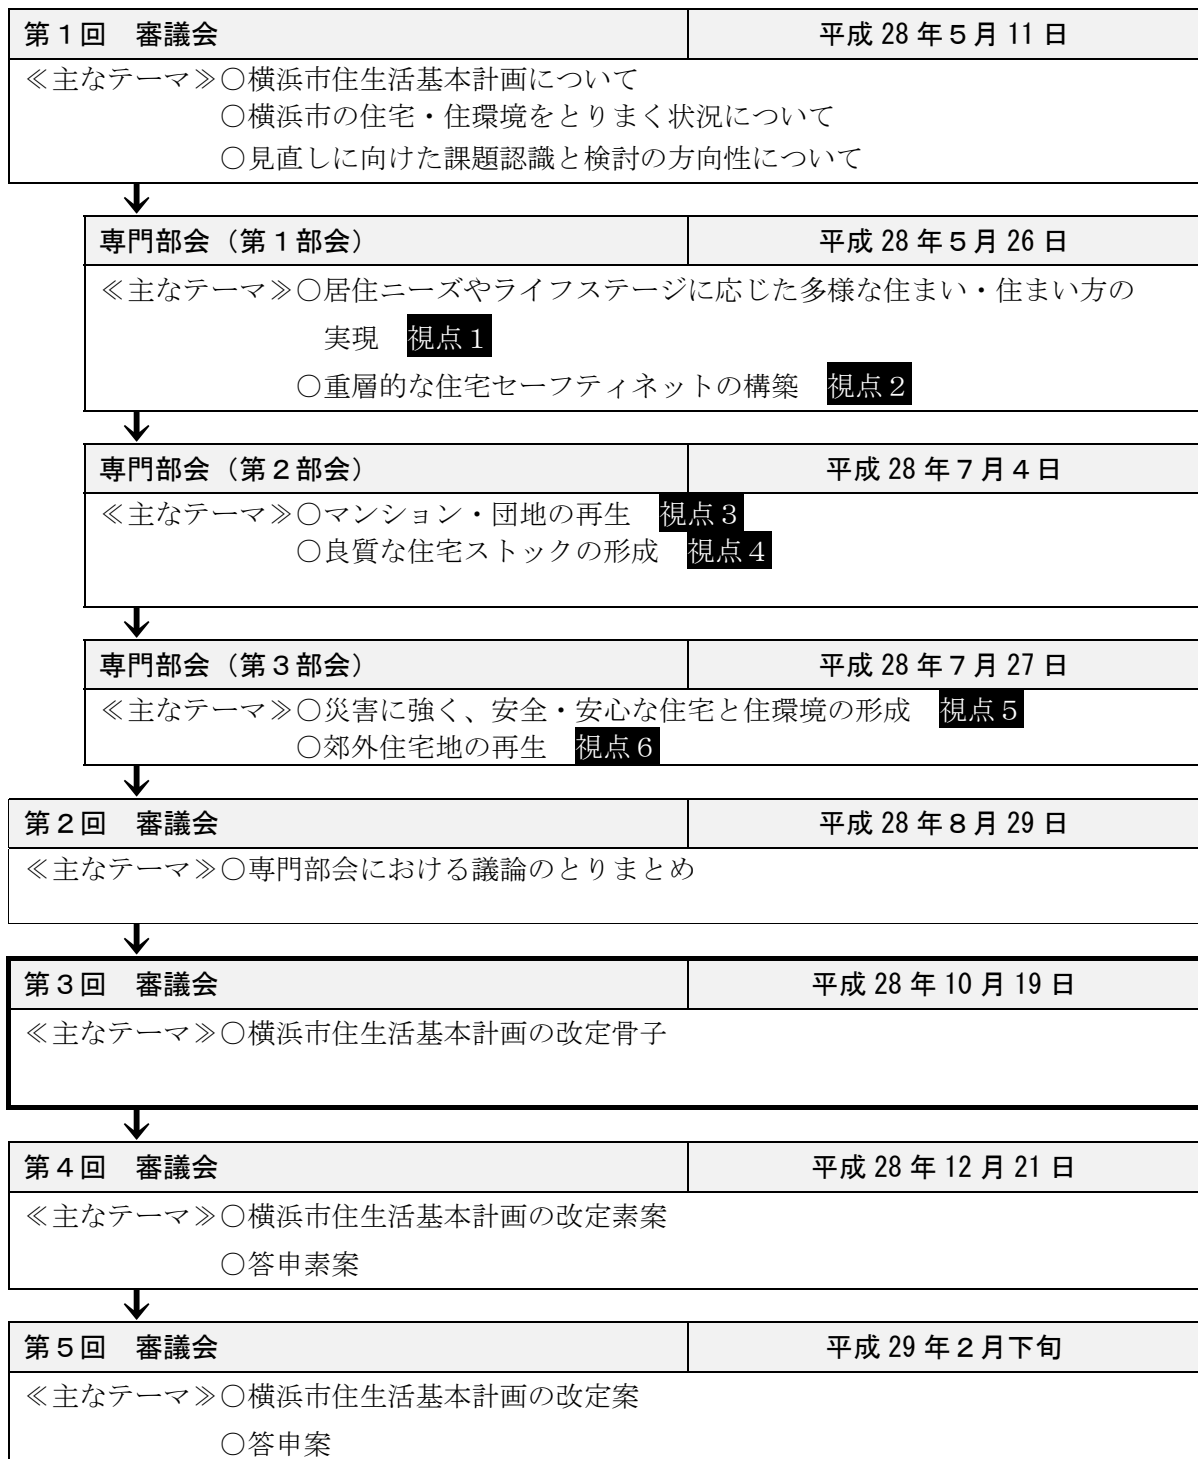 第1回　審議会　平成 28 年５月 11 日
≪主なテーマ≫○横浜市住生活基本計画について
○横浜市の住宅・住環境をとりまく状況について
○見直しに向けた課題認識と検討の方向性について
専門部会（第１部会）　平成 28 年５月 26 日
≪主なテーマ≫○居住ニーズやライフステージに応じた多様な住まい・住まい方の
実現　視点１
○重層的な住宅セーフティネットの構築　視点２
専門部会（第２部会）　平成 28 年７月４日
≪主なテーマ≫○マンション・団地の再生　視点３
○良質な住宅ストックの形成　視点４
専門部会（第３部会）　平成 28 年７月 27 日
≪主なテーマ≫○災害に強く、安全・安心な住宅と住環境の形成　視点５
○郊外住宅地の再生　視点６
第２回　審議会　平成 28 年８月 29 日
≪主なテーマ≫○専門部会における議論のとりまとめ
第３回　審議会　平成 28 年 10 月 19 日
≪主なテーマ≫○横浜市住生活基本計画の改定骨子
第４回　審議会　平成 28 年 12 月 21 日
≪主なテーマ≫○横浜市住生活基本計画の改定素案
○答申素案
第５回　審議会　平成 29 年２月下旬
≪主なテーマ≫○横浜市住生活基本計画の改定案
○答申案